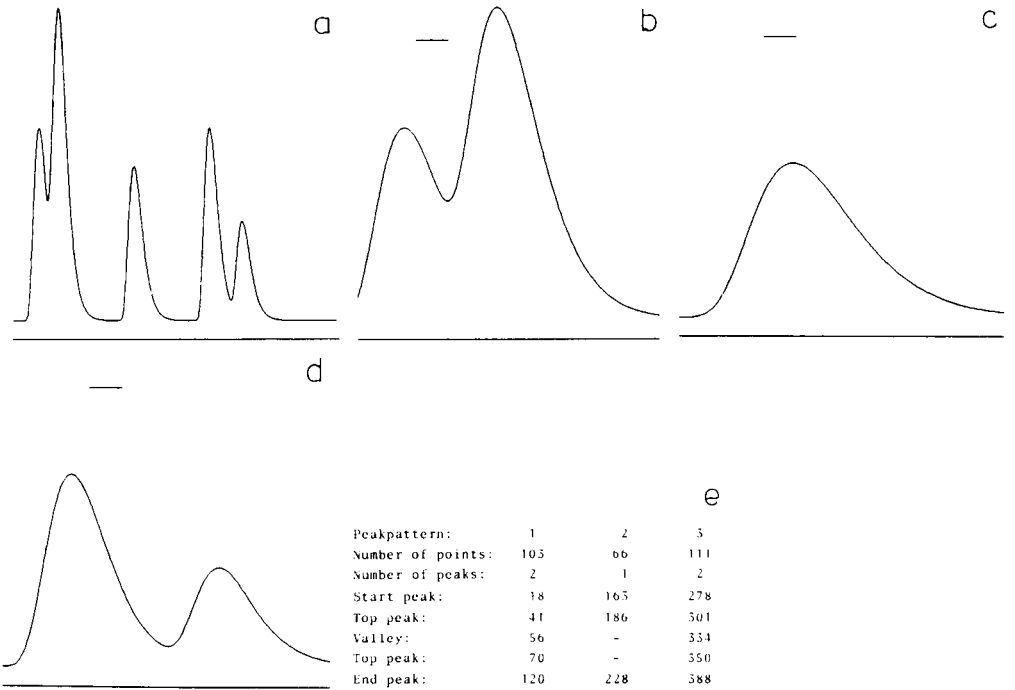 a
b
c
d
e
Peakpattern: 1 2 3
Number of points: 103 66 111
Number of peaks: 2 1 2
Start peak: 18 163 278
Top peak: 41 186 301
Valley: 56 - 334
Top peak: 70 - 350
End peak: 120 228 388